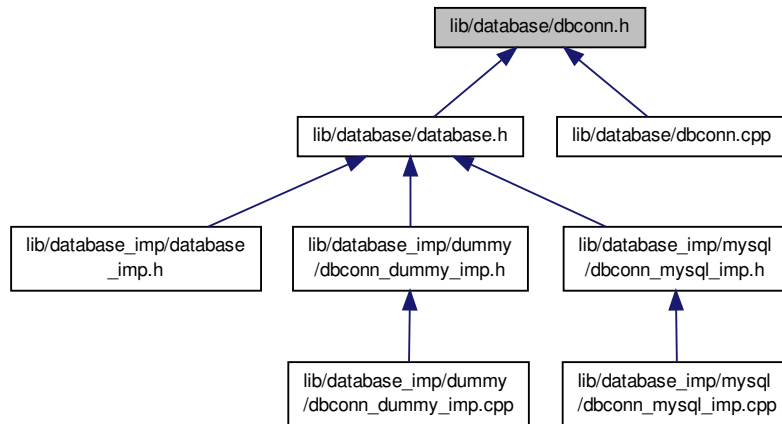 lib/database/dbconn.h
lib/database/database.h
lib/database/dbconn.cpp
lib/database_imp/database
_imp.h
lib/database_imp/dummy
/dbconn_dummy_imp.h
lib/database_imp/mysql
/dbconn_mysql_imp.h
lib/database_imp/dummy
/dbconn_dummy_imp.cpp
lib/database_imp/mysql
/dbconn_mysql_imp.cpp